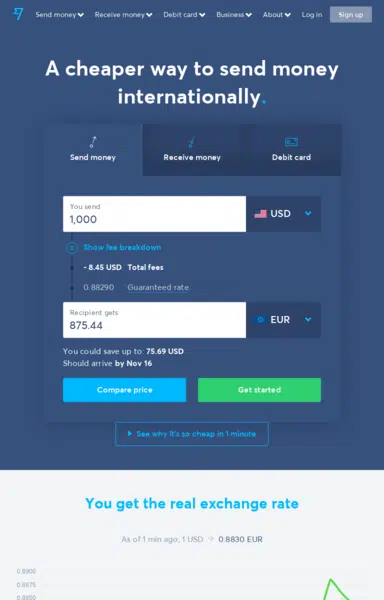 Send money Receive money Debit card Business About Log in Sign up
A cheaper way to send money
internationally.
Send money Receive money Debit card
You send
1,000 USD
Show fee breakdown
- 8.45 USD Total fees
0.88290 Guaranteed rate
Recipient gets
875.44 EUR
You could save up to: 75.69 USD
Should arrive by Nov 16
Compare price Get started
See why it's so cheap in 1 minute
You get the real exchange rate
As of 1 min ago, 1 USD → 0.8830 EUR
0.8900
0.8875
0.8850